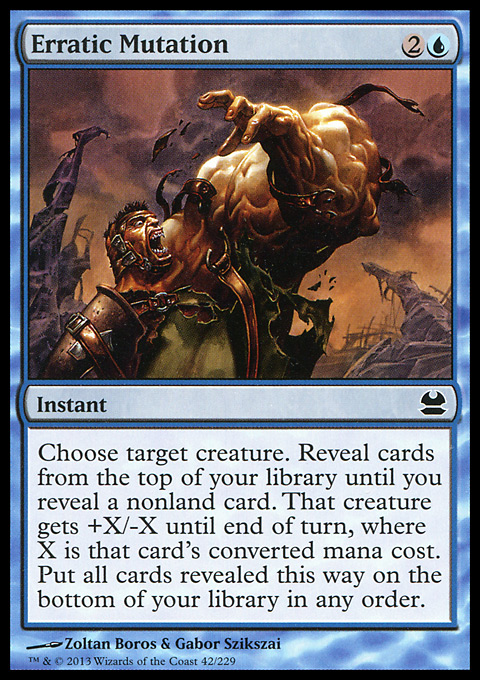 Erratic Mutation 2
Instant
Choose target creature. Reveal cards
from the top of your library until you
reveal a nonland card. That creature
gets +X/-X until end of turn, where
X is that card's converted mana cost.
Put all cards revealed this way on the
bottom of your library in any order.
Zoltan Boros & Gabor Szikszai
™ & © 2013 Wizards of the Coast 42/229